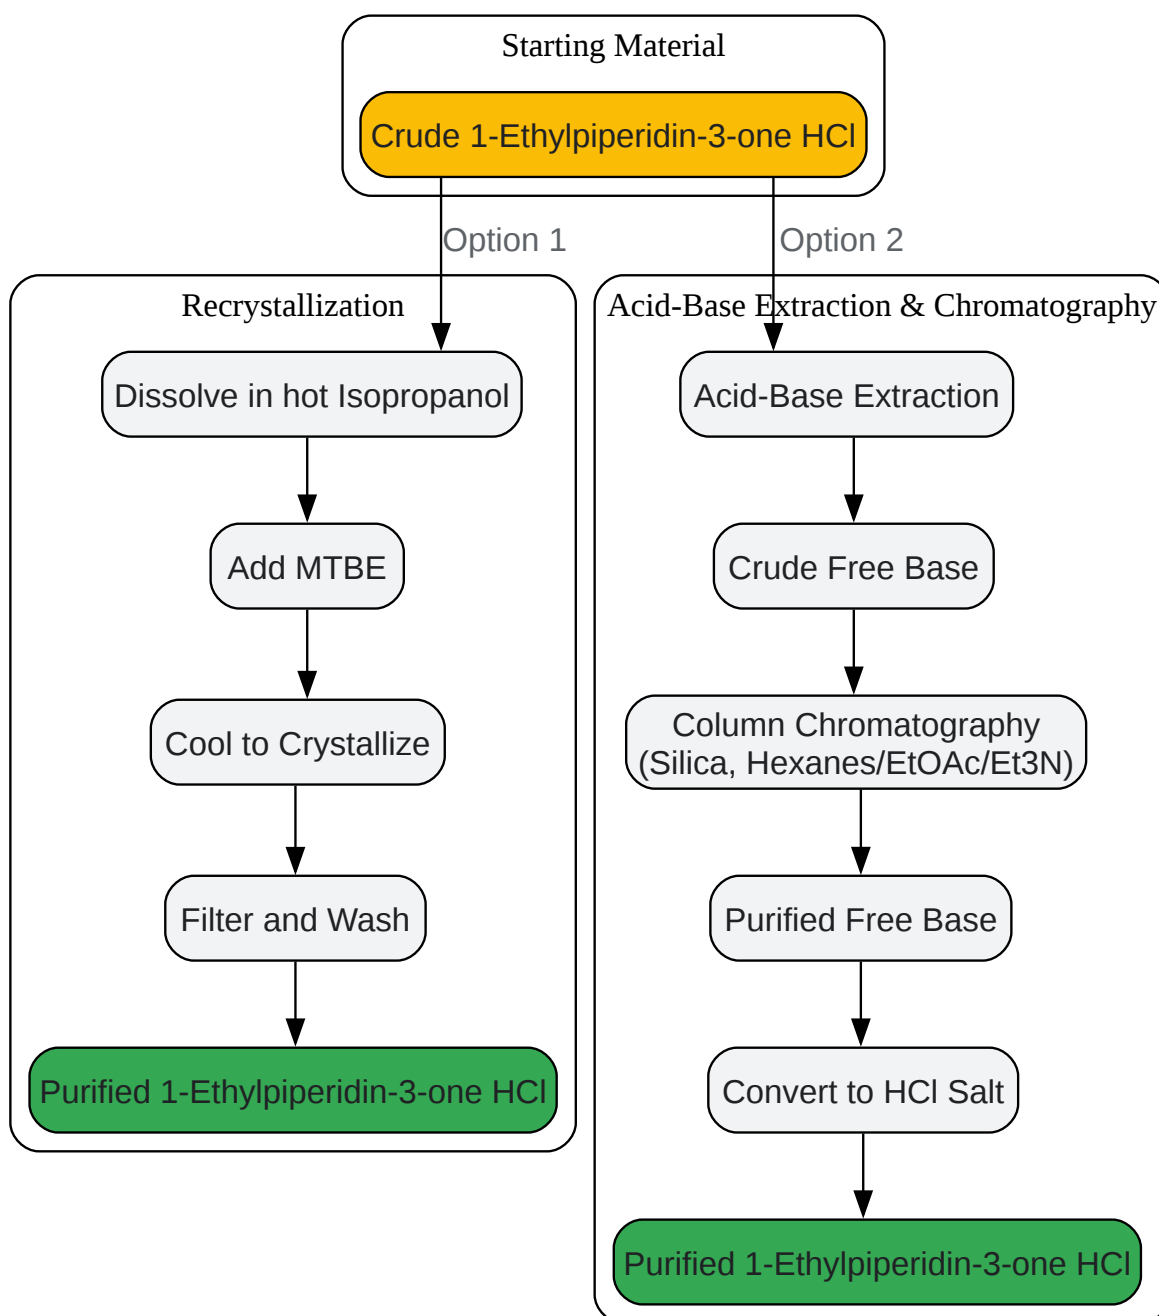 Starting Material
Crude 1-Ethylpiperidin-3-one HCl
Option 1
Option 2
Recrystallization
Dissolve in hot Isopropanol
Add MTBE
Cool to Crystallize
Filter and Wash
Purified 1-Ethylpiperidin-3-one HCl
Acid-Base Extraction & Chromatography
Acid-Base Extraction
Crude Free Base
Column Chromatography
(Silica, Hexanes/EtOAc/Et3N)
Purified Free Base
Convert to HCl Salt
Purified 1-Ethylpiperidin-3-one HCl